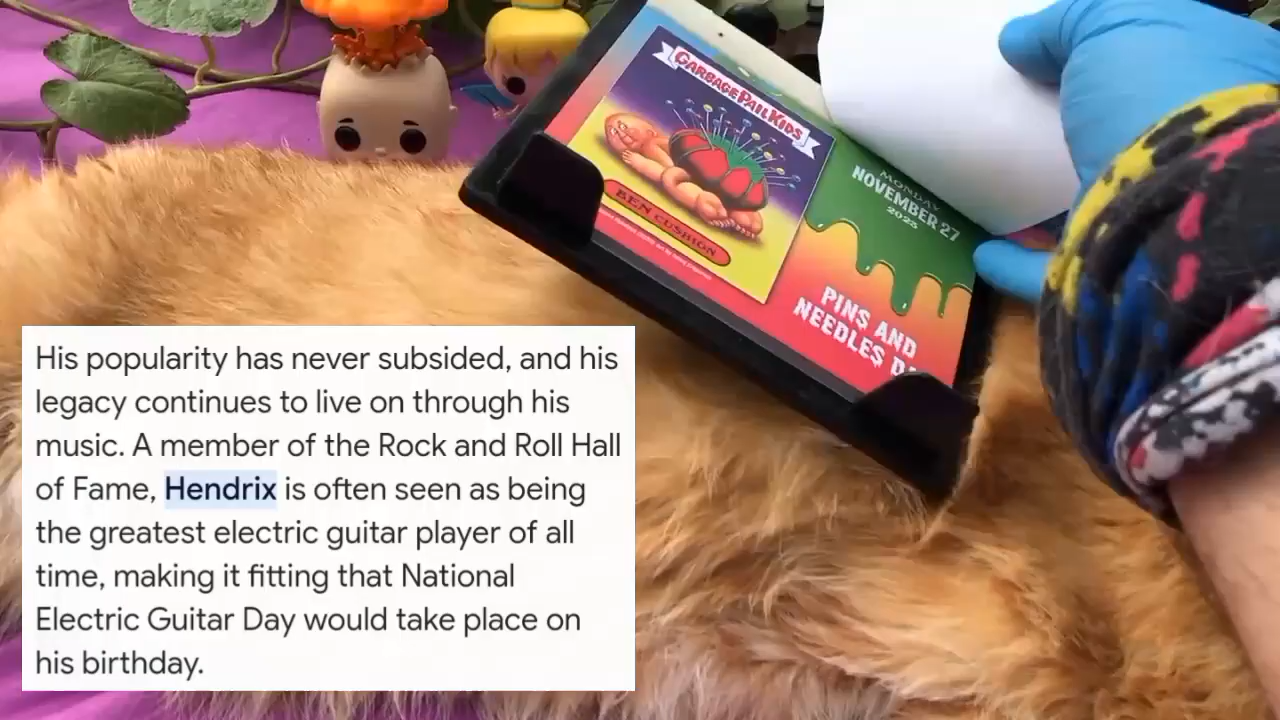 GARBAGE PAIL KIDS
BEN CUSHION
MONDAY
NOVEMBER 27
2023
PINS AND
NEEDLES
His popularity has never subsided, and his
legacy continues to live on through his
music. A member of the Rock and Roll Hall
of Fame, Hendrix is often seen as being
the greatest electric guitar player of all
time, making it fitting that National
Electric Guitar Day would take place on
his birthday.